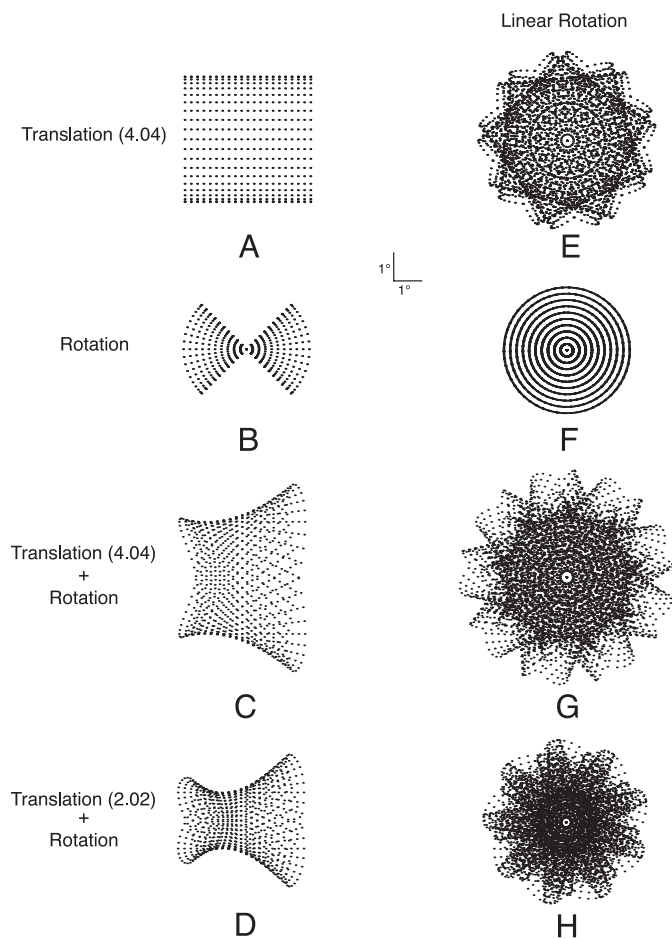 Linear Rotation
Translation (4.04)
A
E
1°
1°
Rotation
B
F
Translation (4.04)
+
Rotation
C
G
Translation (2.02)
+
Rotation
D
H